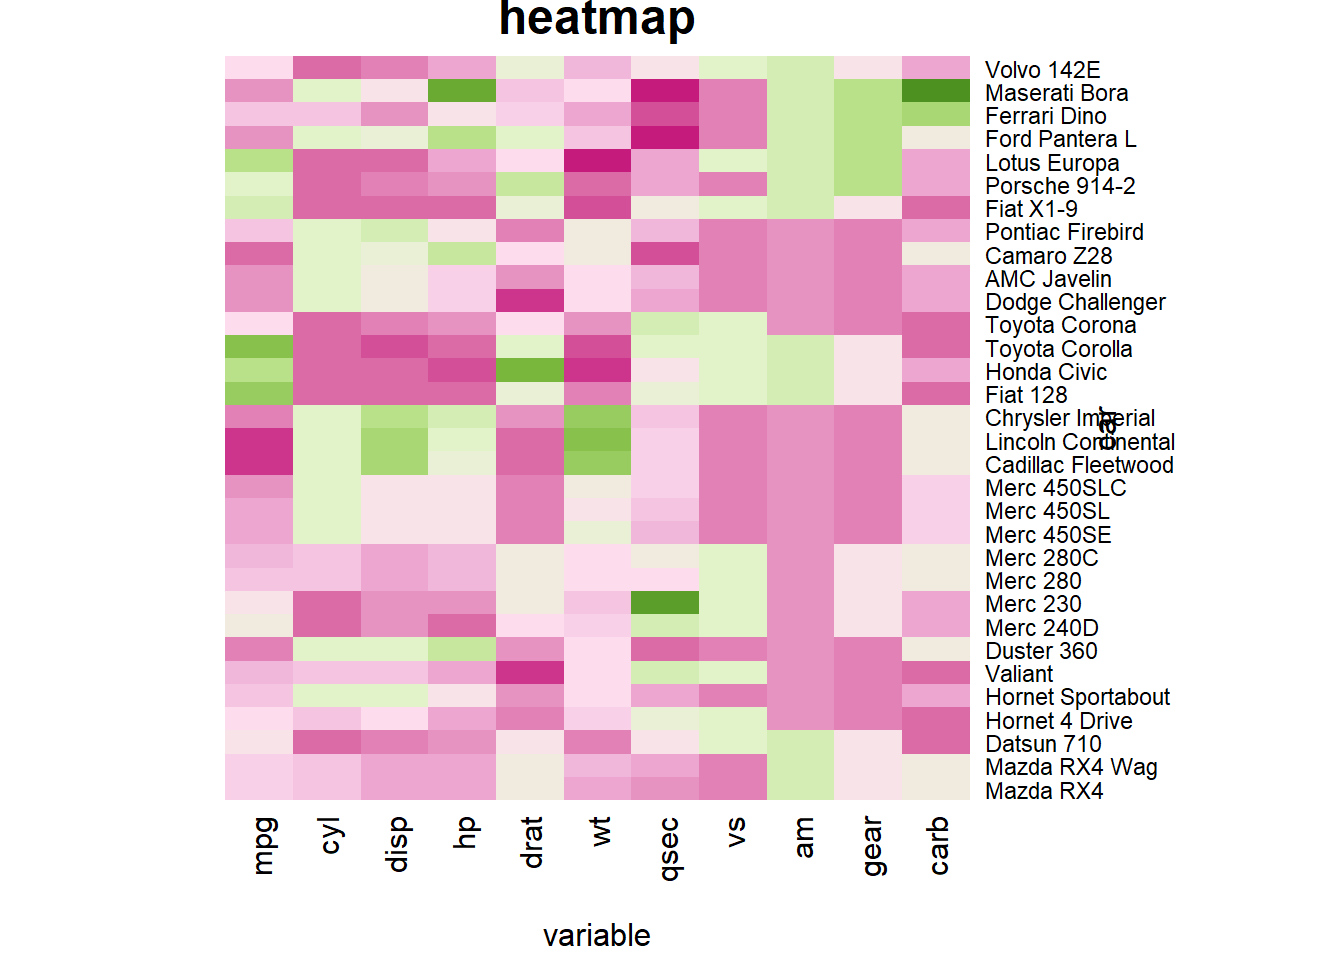 heatmap
Volvo 142E
Maserati Bora
Ferrari Dino
Ford Pantera L
Lotus Europa
Porsche 914-2
Fiat X1-9
Pontiac Firebird
Camaro Z28
AMC Javelin
Dodge Challenger
Toyota Corona
Toyota Corolla
Honda Civic
Fiat 128
Chrysler Imperial
Lincoln Continental
Cadillac Fleetwood
Merc 450SLC
Merc 450SL
Merc 450SE
Merc 280C
Merc 280
Merc 230
Merc 240D
Duster 360
Valiant
Hornet Sportabout
Hornet 4 Drive
Datsun 710
Mazda RX4 Wag
Mazda RX4
car
mpg
cyl
disp
hp
drat
wt
qsec
vs
am
gear
carb
variable